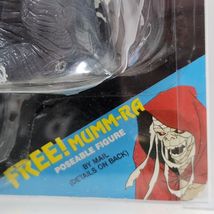 FREE! MUMM-RA
POSEABLE FIGURE
BY MAIL
(DETAILS ON BACK)